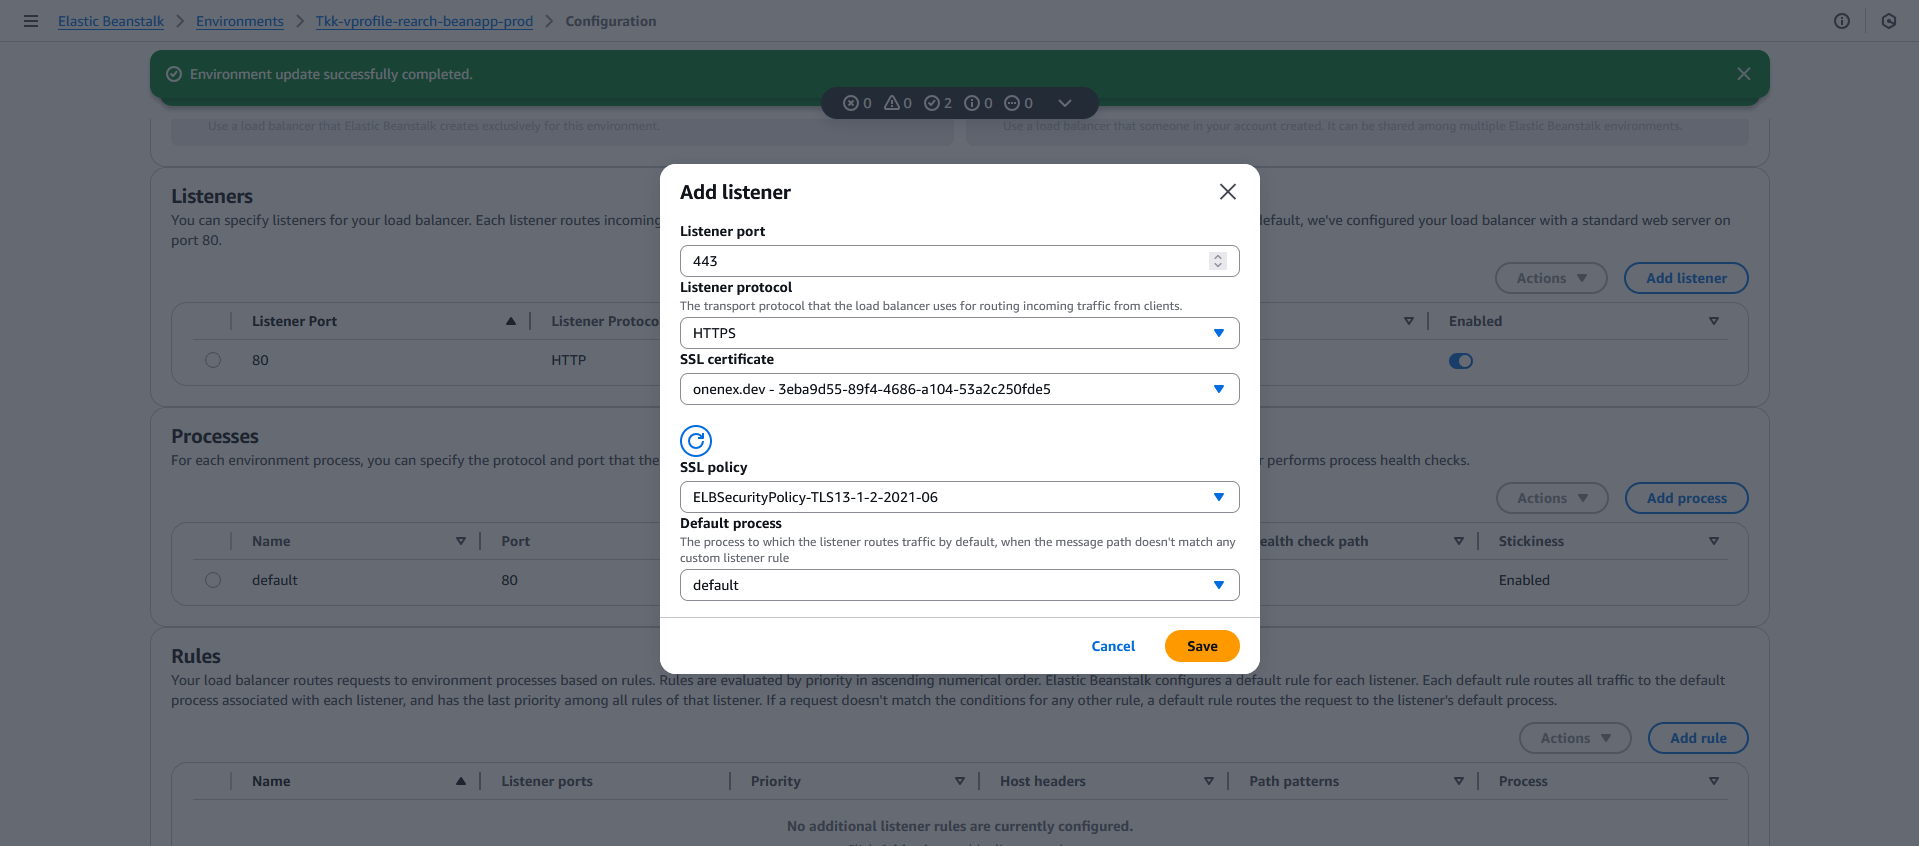 Elastic Beanstalk > Environments > Tkk-vprofile-rearch-beanapp-prod > Configuration
Environment update successfully completed.
0 0 2 0 0
Use a load balancer that Elastic Beanstalk creates exclusively for this environment.
Use a load balancer that someone in your account created. It can be shared among multiple Elastic Beanstalk environments.
Listeners
You can specify listeners for your load balancer. Each listener routes incoming
efault, we've configured your load balancer with a standard web server on
port 80.
Actions
Add listener
Listener Port
Listener Protoco
Enabled
80
HTTP
Processes
For each environment process, you can specify the protocol and port that the
r performs process health checks.
Actions
Add process
Name
Port
ealth check path
Stickiness
default
80
Enabled
Rules
Your load balancer routes requests to environment processes based on rules. Rules are evaluated by priority in ascending numerical order. Elastic Beanstalk configures a default rule for each listener. Each default rule routes all traffic to the default
process associated with each listener, and has the last priority among all rules of that listener. If a request doesn't match the conditions for any other rule, a default rule routes the request to the listener's default process.
Actions
Add rule
Name
Listener ports
Priority
Host headers
Path patterns
Process
No additional listener rules are currently configured.
Add listener
Listener port
443
Listener protocol
The transport protocol that the load balancer uses for routing incoming traffic from clients.
HTTPS
SSL certificate
onenex.dev - 3eba9d55-89f4-4686-a104-53a2c250fde5
SSL policy
ELBSecurityPolicy-TLS13-1-2-2021-06
Default process
The process to which the listener routes traffic by default, when the message path doesn't match any
custom listener rule
default
Cancel
Save